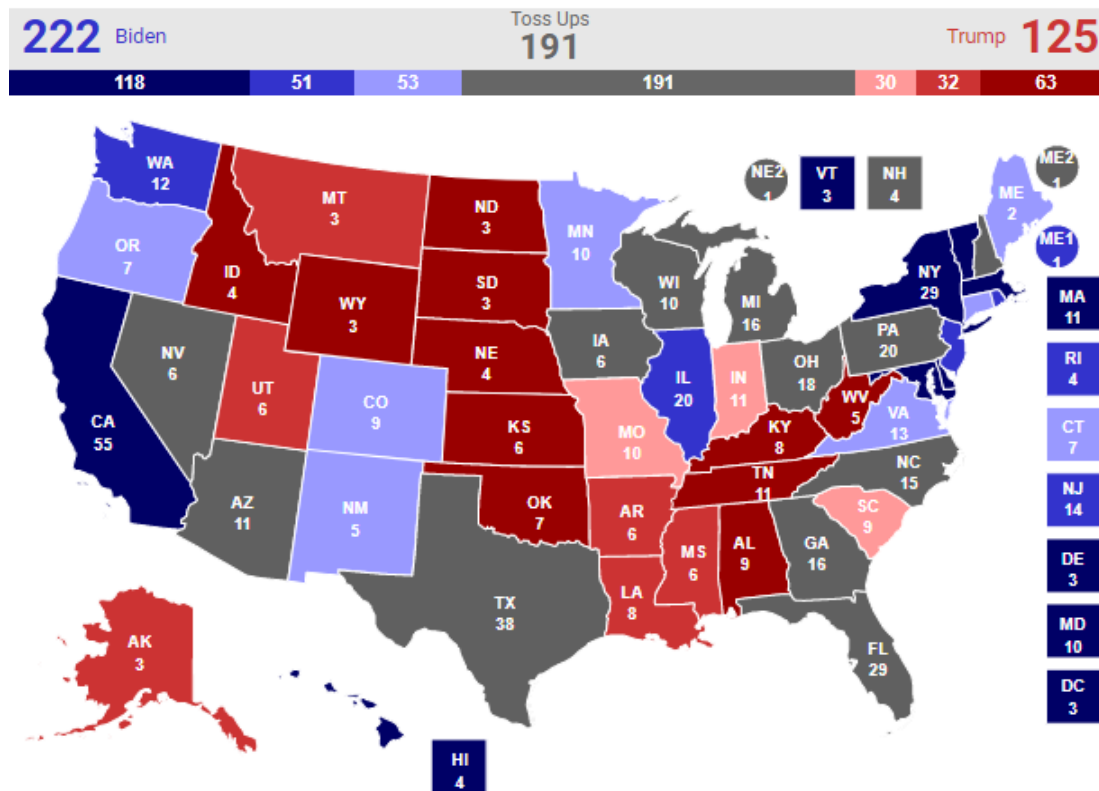 222 Biden
Toss Ups
191
Trump 125
118 51 53 191 30 32 63
WA
12
OR
7
CA
55
NV
6
ID
4
MT
3
WY
3
UT
6
AZ
11
CO
9
NM
5
ND
3
SD
3
NE
4
KS
6
OK
7
TX
38
MN
10
IA
6
MO
10
AR
6
LA
8
WI
10
IL
20
MI
16
IN
11
OH
18
KY
8
TN
11
MS
6
AL
9
GA
16
FL
29
SC
9
NC
15
VA
13
WV
5
PA
20
NY
29
NE2
1
VT
3
NH
4
ME
2
ME2
1
ME1
1
MA
11
RI
4
CT
7
NJ
14
DE
3
MD
10
DC
3
AK
3
HI
4